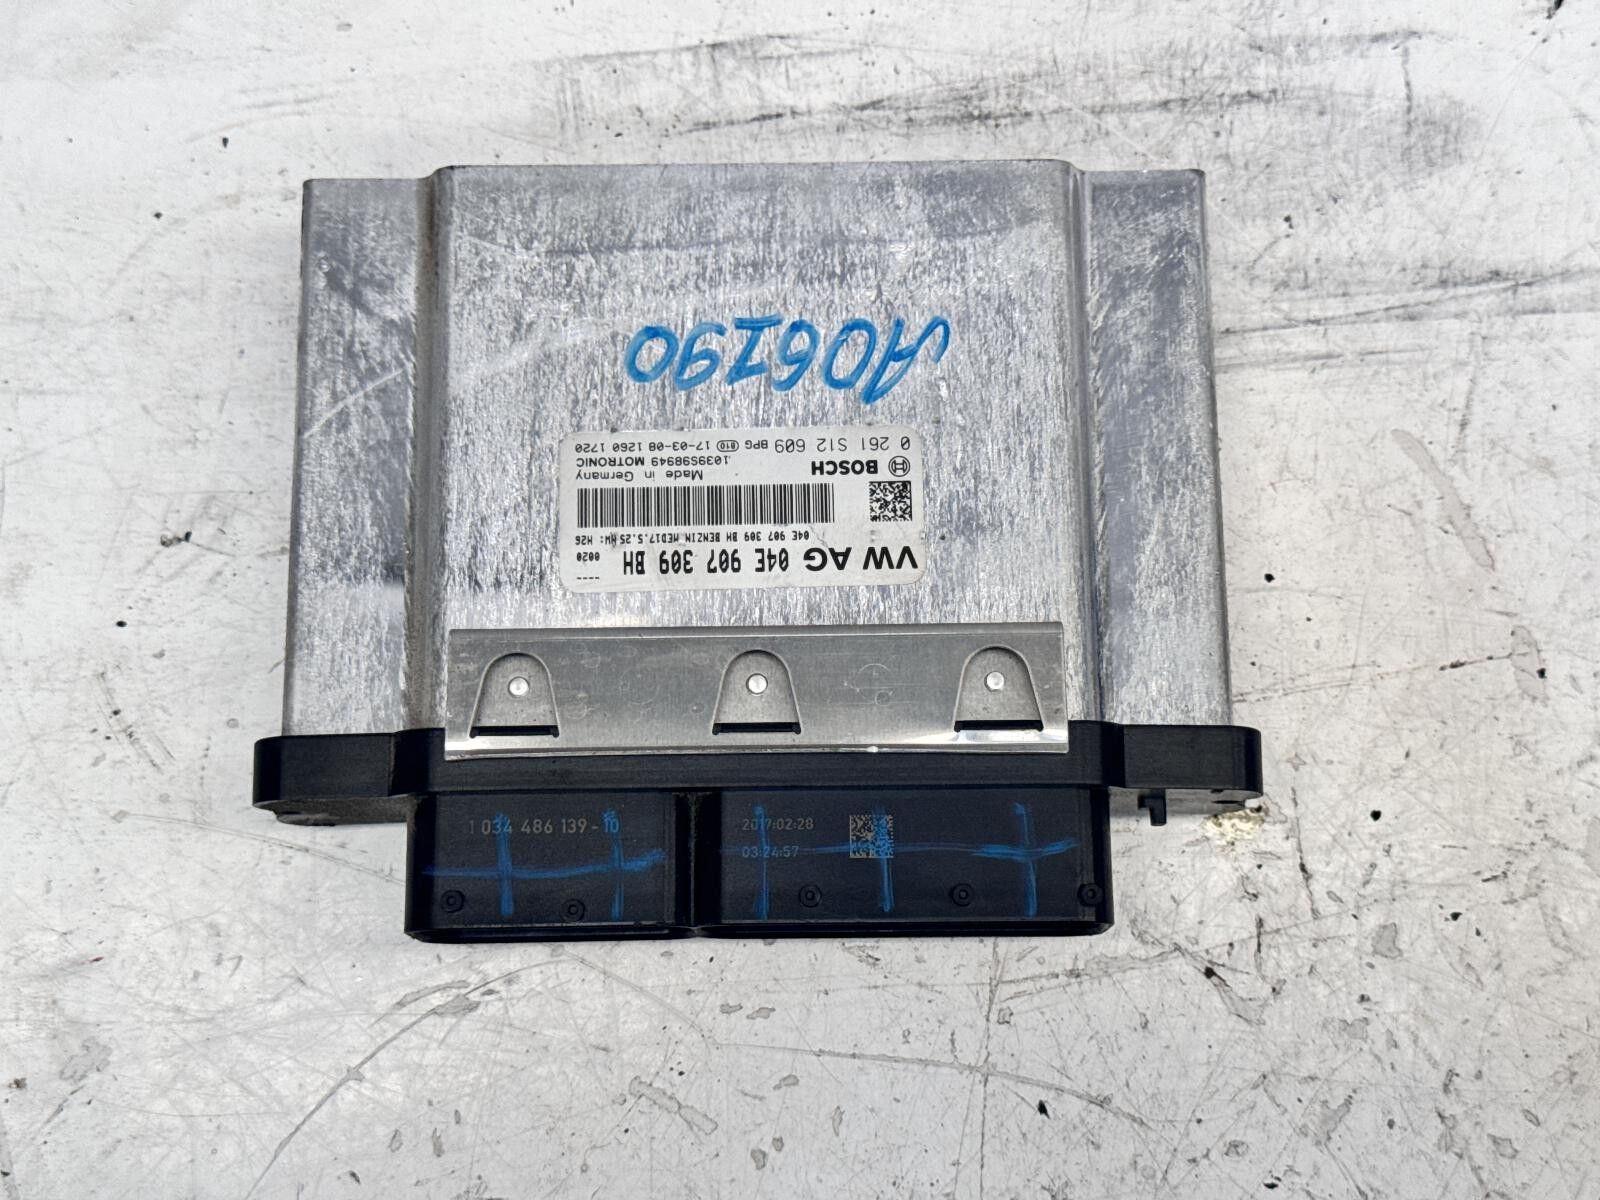 A06190
VW AG 04E 907 309 BH
0020 ----
04E 907 309 BH BENZIN MED17.5.25 HW: H26
Made in Germany
BOSCH
1039S98949 MOTRONIC
0 261 S12 609 BPG 810 17-03-08 1260 1720
1 034 486 139-10
2017:02:28
03:24:57